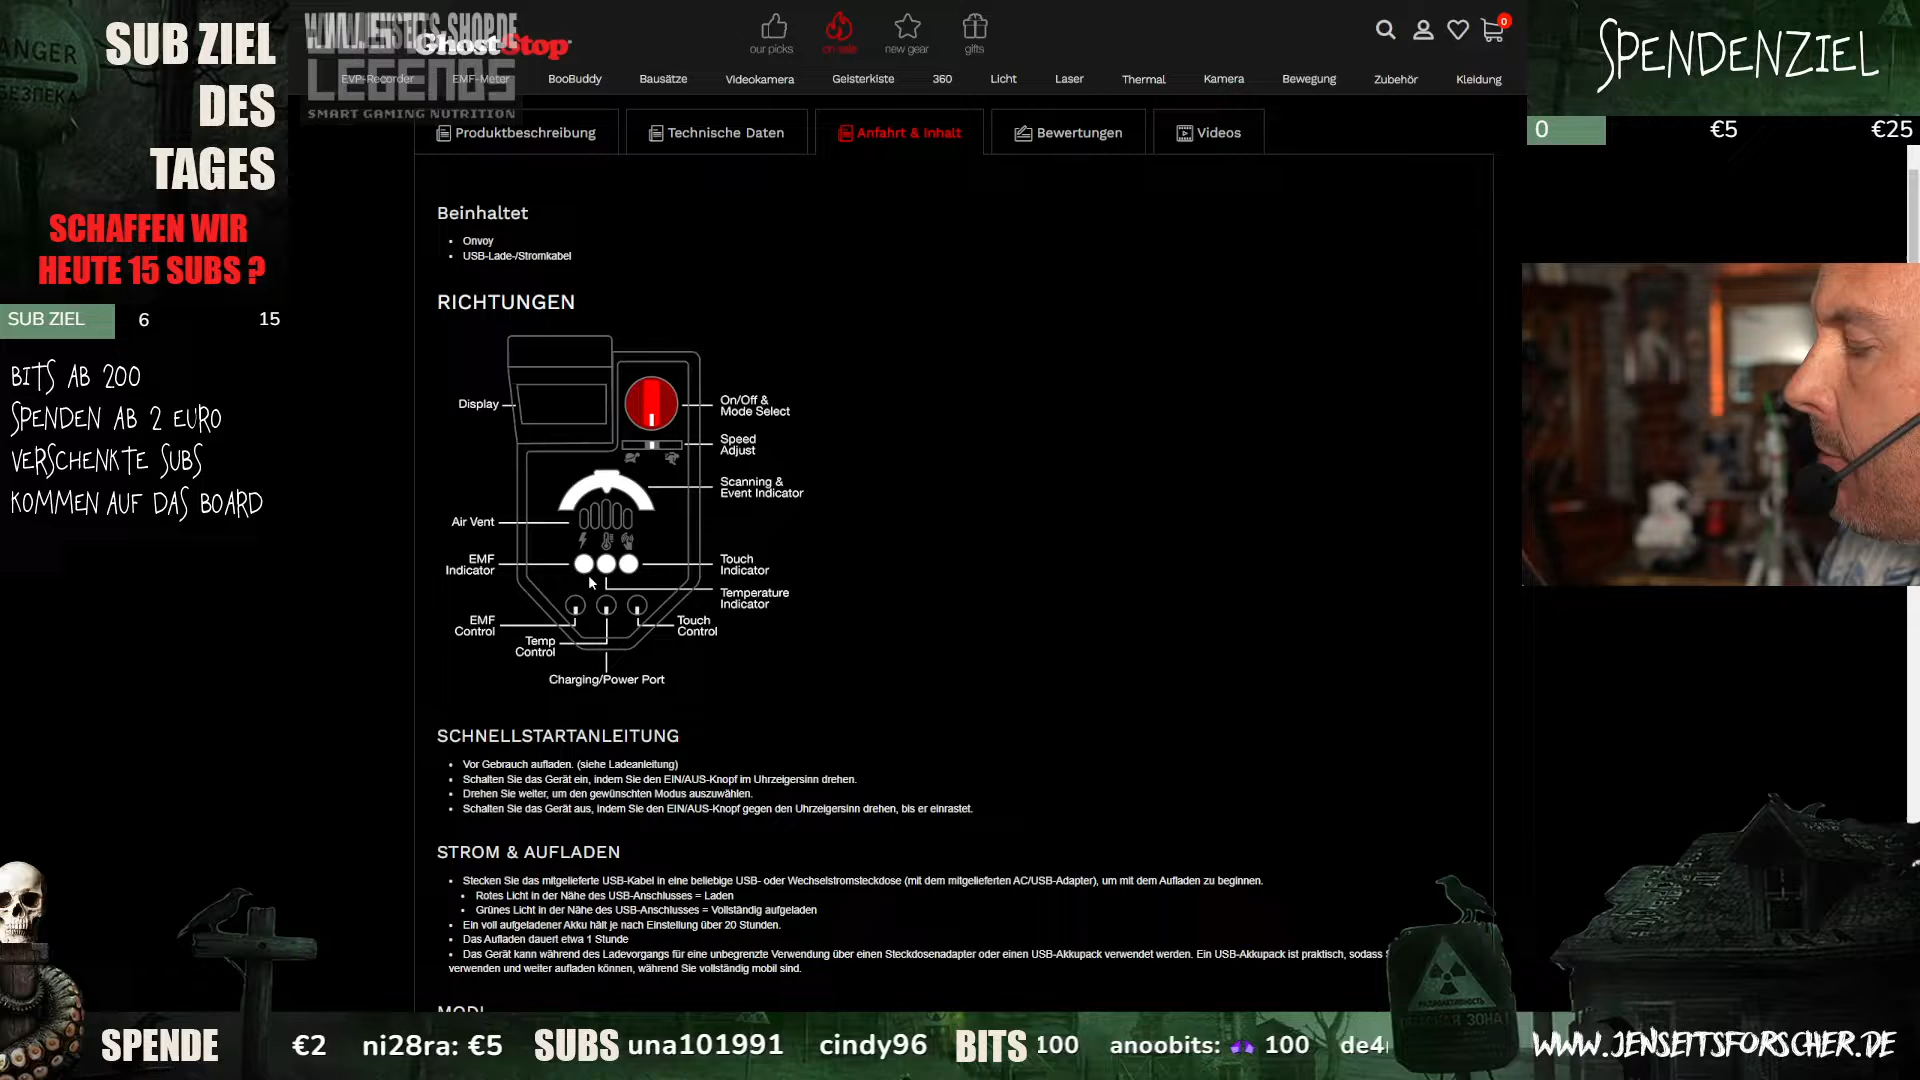 ANGER
БЕЗПЕКА
SUB ZIEL
DES
TAGES
SCHAFFEN WIR
HEUTE 15 SUBS ?
SUB ZIEL
6
15
BITS AB 200
SPENDEN AB 2 EURO
VERSCHENKTE SUBS
KOMMEN AUF DAS BOARD
LEGENDS
SMART GAMING NUTRITION
GhostStop
our picks
on sale
new gear
gifts
0
EVP-Recorder
EMF-Meter
BooBuddy
Bausätze
Videokamera
Geisterkiste
360
Licht
Laser
Thermal
Kamera
Bewegung
Zubehör
Kleidung
Produktbeschreibung
Technische Daten
Anfahrt & Inhalt
Bewertungen
Videos
SPENDENZIEL
0
€5
€25
Beinhaltet
Onvoy
USB-Lade-/Stromkabel
RICHTUNGEN
Display
On/Off &
Mode Select
Speed
Adjust
Scanning &
Event Indicator
Air Vent
EMF
Indicator
Touch
Indicator
Temperature
Indicator
EMF
Control
Temp
Control
Touch
Control
Charging/Power Port
SCHNELLSTARTANLEITUNG
Vor Gebrauch aufladen. (siehe Ladeanleitung)
Schalten Sie das Gerät ein, indem Sie den EIN/AUS-Knopf im Uhrzeigersinn drehen.
Drehen Sie weiter, um den gewünschten Modus auszuwählen.
Schalten Sie das Gerät aus, indem Sie den EIN/AUS-Knopf gegen den Uhrzeigersinn drehen, bis er einrastet.
STROM & AUFLADEN
Stecken Sie das mitgelieferte USB-Kabel in eine beliebige USB- oder Wechselstromsteckdose (mit dem mitgelieferten AC/USB-Adapter), um mit dem Aufladen zu beginnen.
Rotes Licht in der Nähe des USB-Anschlusses = Laden
Grünes Licht in der Nähe des USB-Anschlusses = Vollständig aufgeladen
Ein voll aufgeladener Akku hält je nach Einstellung über 20 Stunden.
Das Aufladen dauert etwa 1 Stunde
Das Gerät kann während des Ladevorgangs für eine unbegrenzte Verwendung über einen Steckdosenadapter oder einen USB-Akkupack verwendet werden. Ein USB-Akkupack ist praktisch, sodass
verwenden und weiter aufladen können, während Sie vollständig mobil sind.
MODI
РАДИОАКТИВНОСТЬ
SPENDE
€2
ni28ra: €5
SUBS
una101991
cindy96
BITS
100
anoobits: 100
de4
WWW.JENSEITSFORSCHER.DE